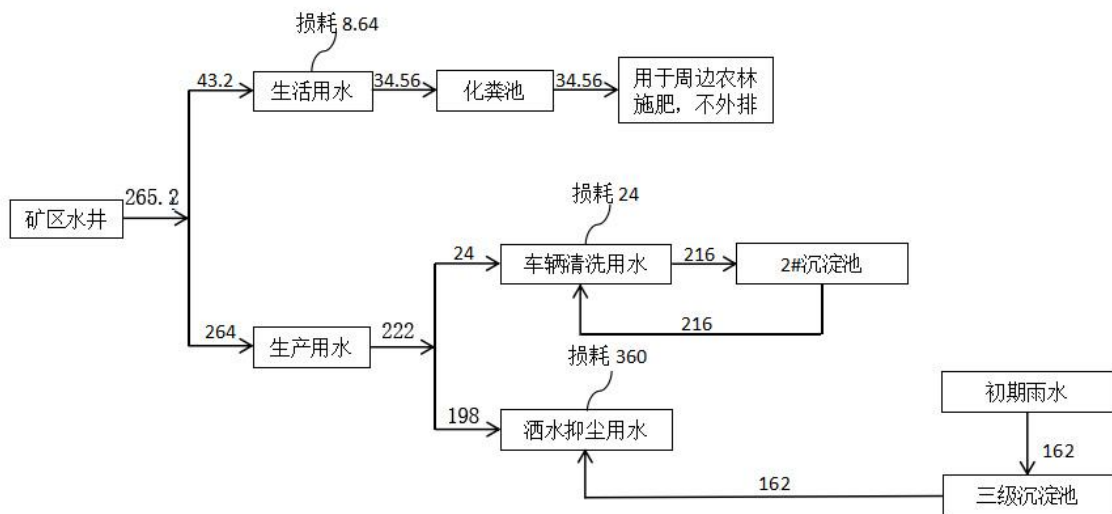 损耗 8.64
43.2
生活用水
34.56
化粪池
34.56
用于周边农林
施肥，不外排
矿区水井
265.2
损耗 24
24
车辆清洗用水
216
2#沉淀池
216
264
生产用水
222
损耗 360
198
洒水抑尘用水
初期雨水
162
162
三级沉淀池